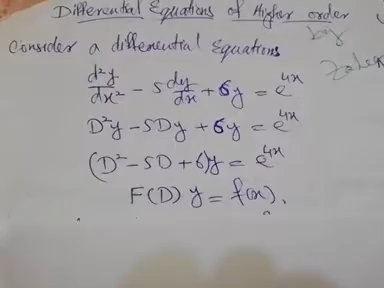 Differential Equations of Higher order
by
Consider a differential Equations
d²y/dx² - 5 dy/dx + 6y = e^4x
D²y - 5Dy + 6y = e^4x
(D² - 5D + 6)y = e^4x
F(D) y = f(x).